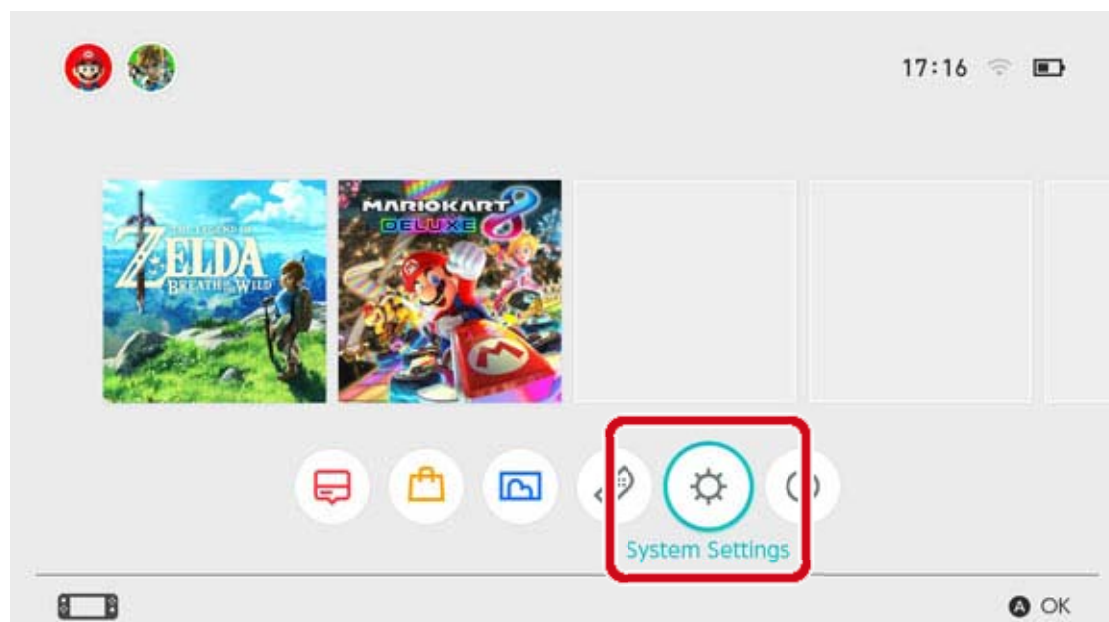 17:16
THE LEGEND OF
ZELDA
BREATH OF THE WILD
MARIOKART 8
DELUXE
M
System Settings
A OK